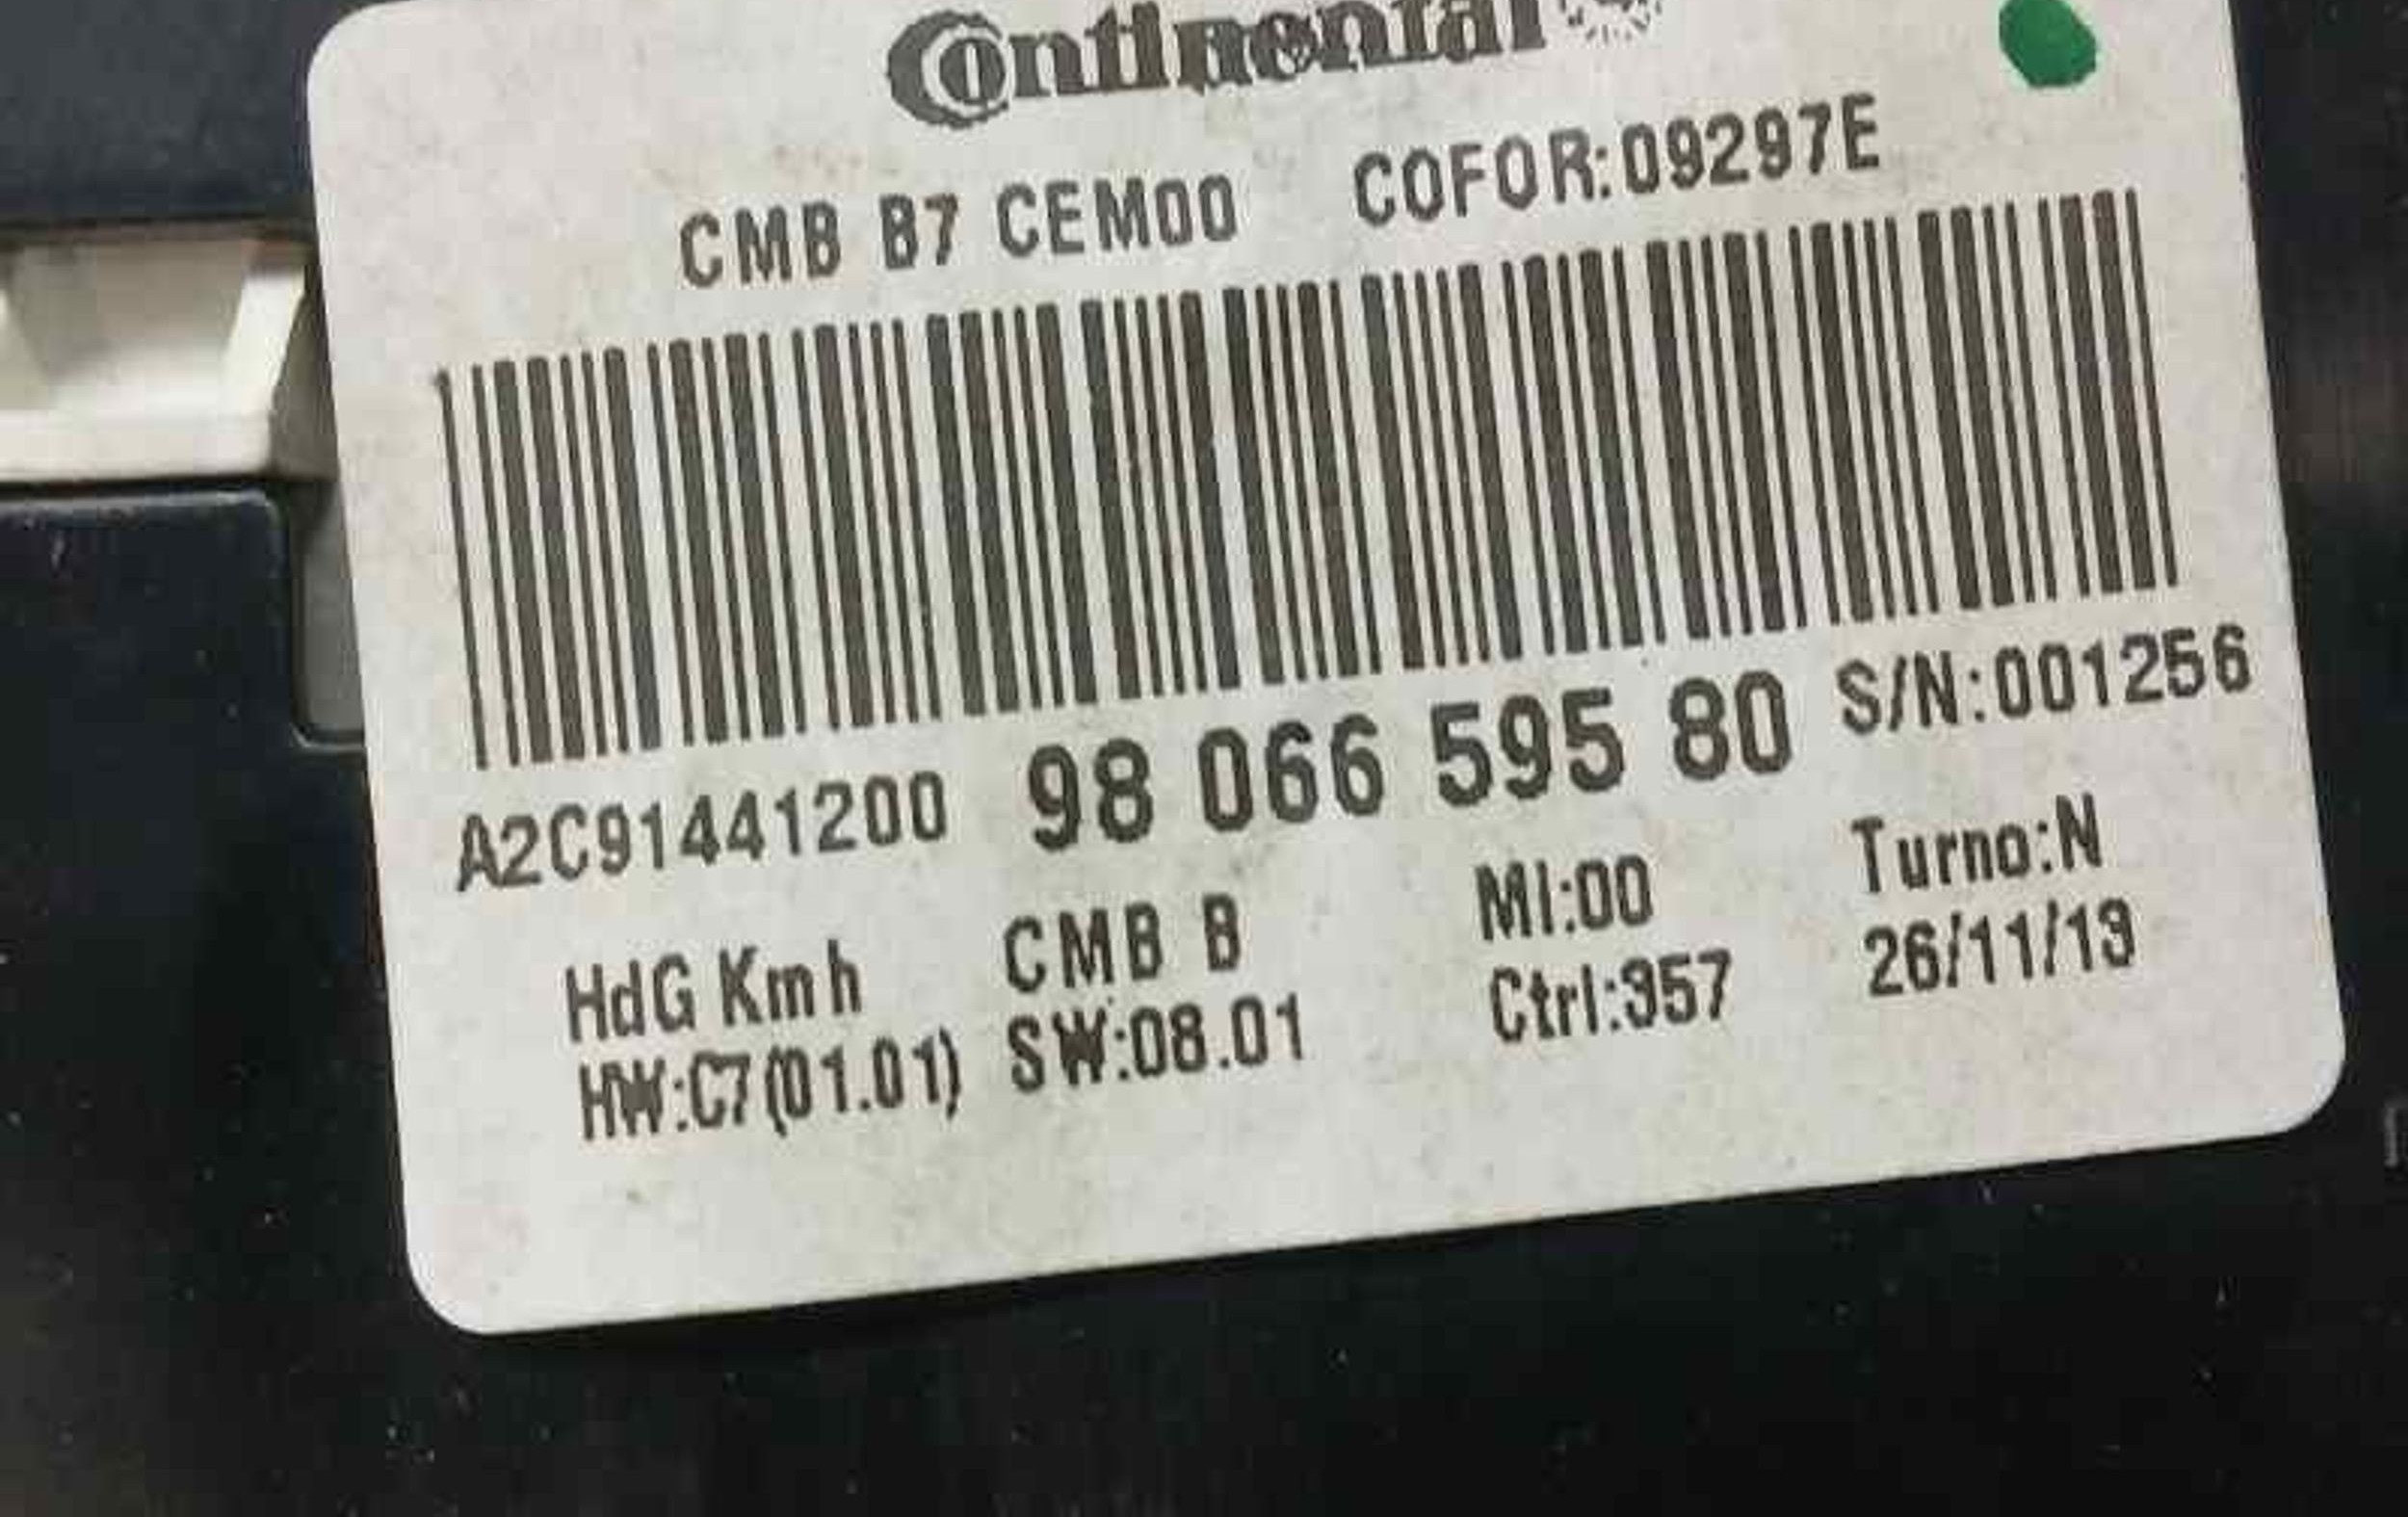 Continental
CMB B7 CEM00 COFOR:09297E
A2C91441200 98 066 595 80 S/N:001256
HdG Kmh CMB B MI:00 Turno:N
HW:C7(01.01) SW:08.01 Ctrl:357 26/11/13